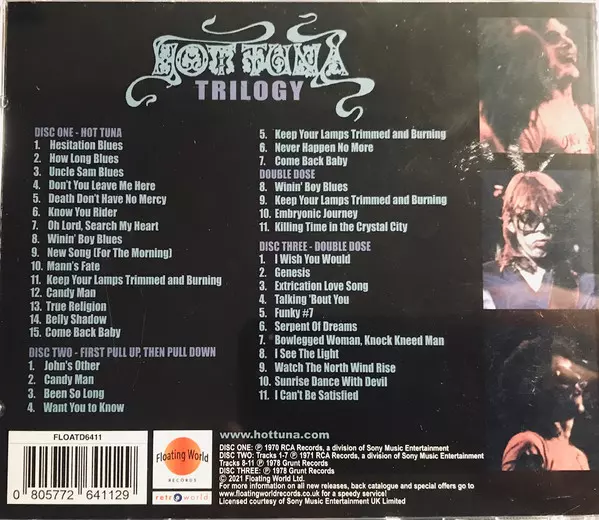 HOT TUNA
TRILOGY
DISC ONE - HOT TUNA
1. Hesitation Blues
2. How Long Blues
3. Uncle Sam Blues
4. Don't You Leave Me Here
5. Death Don't Have No Mercy
6. Know You Rider
7. Oh Lord, Search My Heart
8. Winin' Boy Blues
9. New Song (For The Morning)
10. Mann's Fate
11. Keep Your Lamps Trimmed and Burning
12. Candy Man
13. True Religion
14. Belly Shadow
15. Come Back Baby
DISC TWO - FIRST PULL UP, THEN PULL DOWN
1. John's Other
2. Candy Man
3. Been So Long
4. Want You to Know
5. Keep Your Lamps Trimmed and Burning
6. Never Happen No More
7. Come Back Baby
DOUBLE DOSE
8. Winin' Boy Blues
9. Keep Your Lamps Trimmed and Burning
10. Embryonic Journey
11. Killing Time in the Crystal City
DISC THREE - DOUBLE DOSE
1. I Wish You Would
2. Genesis
3. Extrication Love Song
4. Talking 'Bout You
5. Funky #7
6. Serpent Of Dreams
7. Bowlegged Woman, Knock Kneed Man
8. I See The Light
9. Watch The North Wind Rise
10. Sunrise Dance With Devil
11. I Can't Be Satisfied
FLOATD6411
0 805772 641129
Floating World
RECORDS
retroworld
www.hottuna.com
DISC ONE: ℗ 1970 RCA Records, a division of Sony Music Entertainment
DISC TWO: Tracks 1-7 ℗ 1971 RCA Records, a division of Sony Music Entertainment
Tracks 8-11 ℗ 1978 Grunt Records
DISC THREE: ℗ 1978 Grunt Records
© 2021 Floating World Ltd.
For more information on all new releases, back catalogue and special offers go to
www.floatingworldrecords.co.uk for a speedy service!
Licensed courtesy of Sony Music Entertainment UK Limited